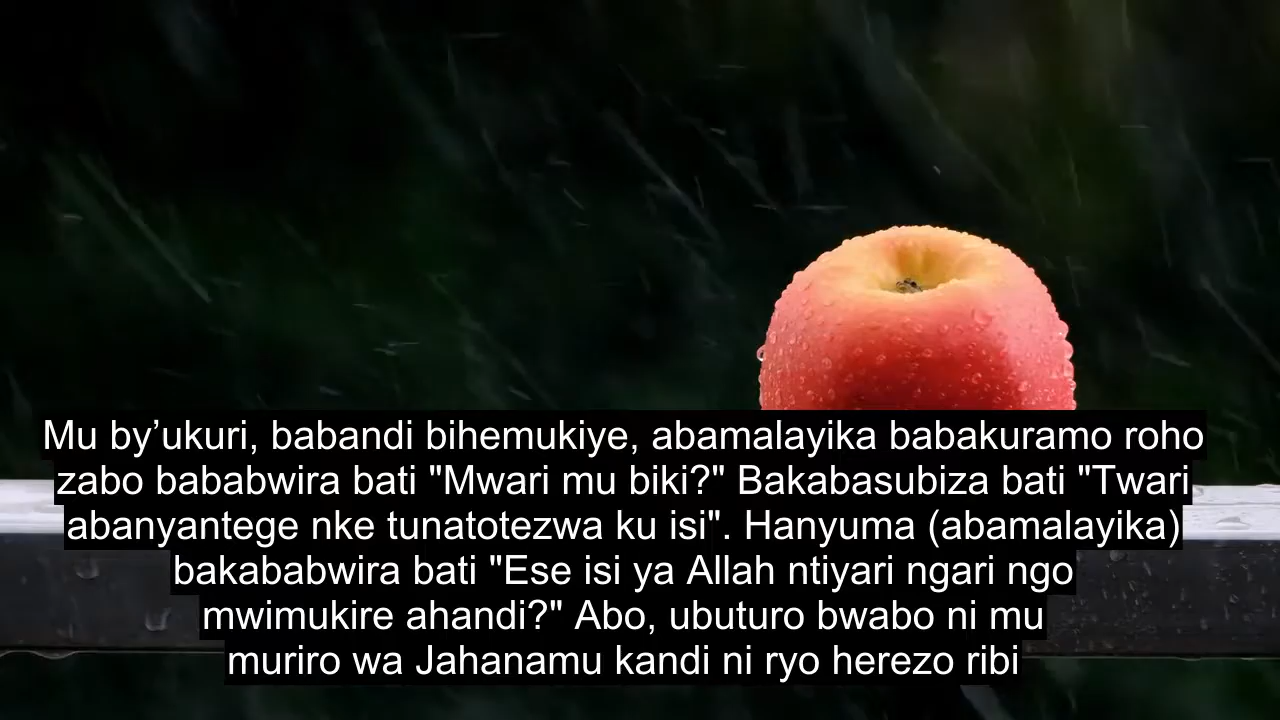 Mu by’ukuri, babandi bihemukiye, abamalayika babakuramo roho
zabo bababwira bati "Mwari mu biki?" Bakabasubiza bati "Twari
abanyantege nke tunatotezwa ku isi". Hanyuma (abamalayika)
bakababwira bati "Ese isi ya Allah ntiyari ngari ngo
mwimukire ahandi?" Abo, ubuturo bwabo ni mu
muriro wa Jahanamu kandi ni ryo herezo ribi